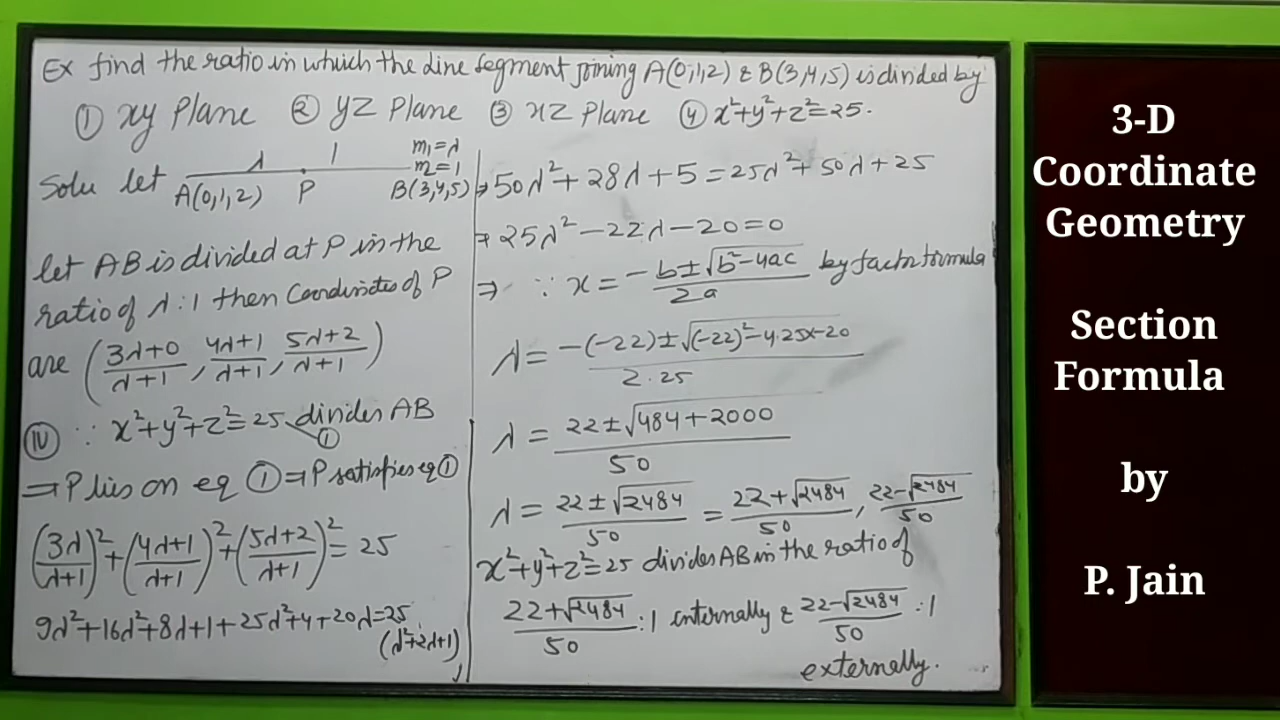 Ex find the ratio in which the line segment joining A(0,1,2) & B(3,4,5) is divided by
① xy Plane ② yz Plane ③ xz Plane ④ x²+y²+z²=25.
Solu let
λ 1 m₁=λ
m₂=1
A(0,1,2) P B(3,4,5)
let AB is divided at P in the
ratio of λ:1 then Coordinates of P
are (3λ+0/λ+1, 4λ+1/λ+1, 5λ+2/λ+1)
(IV) ∵ x²+y²+z²=25 divides AB
①
⇒ P lies on eq ① ⇒ P satisfies eq ①
(3λ/λ+1)²+(4λ+1/λ+1)²+(5λ+2/λ+1)²=25
9λ²+16λ²+8λ+1+25λ²+4+20λ=25
(λ²+2λ+1)
⇒ 50λ²+28λ+5=25λ²+50λ+25
⇒ 25λ²-22λ-20=0
⇒ ∵ x = -b±√b²-4ac/2a by factor formula
λ = -(-22)±√(-22)²-4.25x-20/2.25
λ = 22±√484+2000/50
λ = 22±√2484/50 = 22+√2484/50, 22-√2484/50
x²+y²+z²=25 divides AB in the ratio of
22+√2484/50 :1 internally & 22-√2484/50 :1
externally.
3-D
Coordinate
Geometry
Section
Formula
by
P. Jain